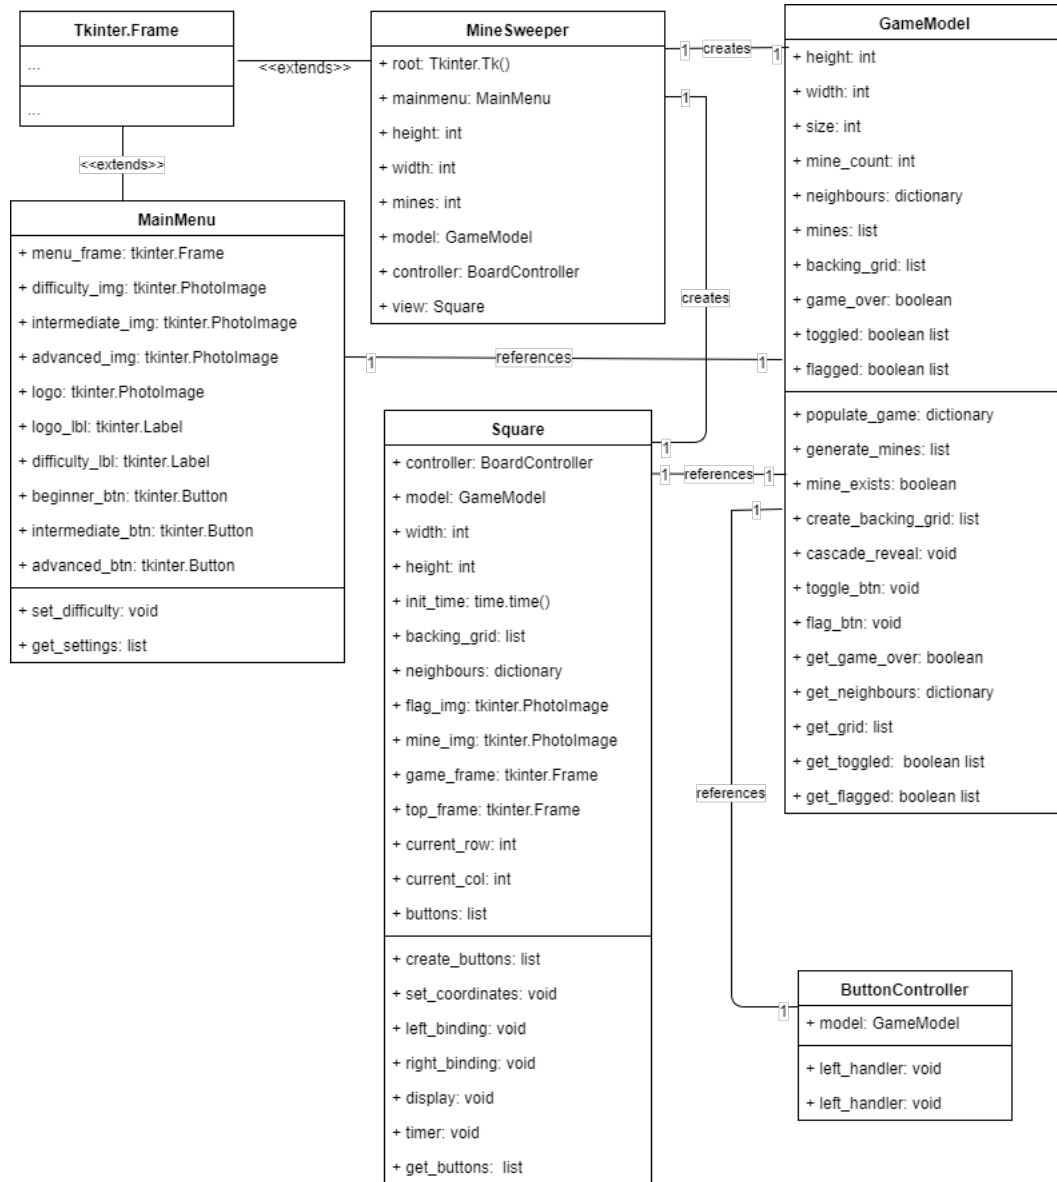 Tkinter.Frame
...
...
<<extends>>
<<extends>>
MineSweeper
+ root: Tkinter.Tk()
+ mainmenu: MainMenu
+ height: int
+ width: int
+ mines: int
+ model: GameModel
+ controller: BoardController
+ view: Square
1
creates
1
1
creates
1
GameModel
+ height: int
+ width: int
+ size: int
+ mine_count: int
+ neighbours: dictionary
+ mines: list
+ backing_grid: list
+ game_over: boolean
+ toggled: boolean list
+ flagged: boolean list
+ populate_game: dictionary
+ generate_mines: list
+ mine_exists: boolean
+ create_backing_grid: list
+ cascade_reveal: void
+ toggle_btn: void
+ flag_btn: void
+ get_game_over: boolean
+ get_neighbours: dictionary
+ get_grid: list
+ get_toggled:  boolean list
+ get_flagged: boolean list
MainMenu
+ menu_frame: tkinter.Frame
+ difficulty_img: tkinter.PhotoImage
+ intermediate_img: tkinter.PhotoImage
+ advanced_img: tkinter.PhotoImage
+ logo: tkinter.PhotoImage
+ logo_lbl: tkinter.Label
+ difficulty_lbl: tkinter.Label
+ beginner_btn: tkinter.Button
+ intermediate_btn: tkinter.Button
+ advanced_btn: tkinter.Button
+ set_difficulty: void
+ get_settings: list
1
references
1
Square
+ controller: BoardController
+ model: GameModel
+ width: int
+ height: int
+ init_time: time.time()
+ backing_grid: list
+ neighbours: dictionary
+ flag_img: tkinter.PhotoImage
+ mine_img: tkinter.PhotoImage
+ game_frame: tkinter.Frame
+ top_frame: tkinter.Frame
+ current_row: int
+ current_col: int
+ buttons: list
+ create_buttons: list
+ set_coordinates: void
+ left_binding: void
+ right_binding: void
+ display: void
+ timer: void
+ get_buttons:  list
1
references
1
1
references
1
ButtonController
+ model: GameModel
+ left_handler: void
+ left_handler: void